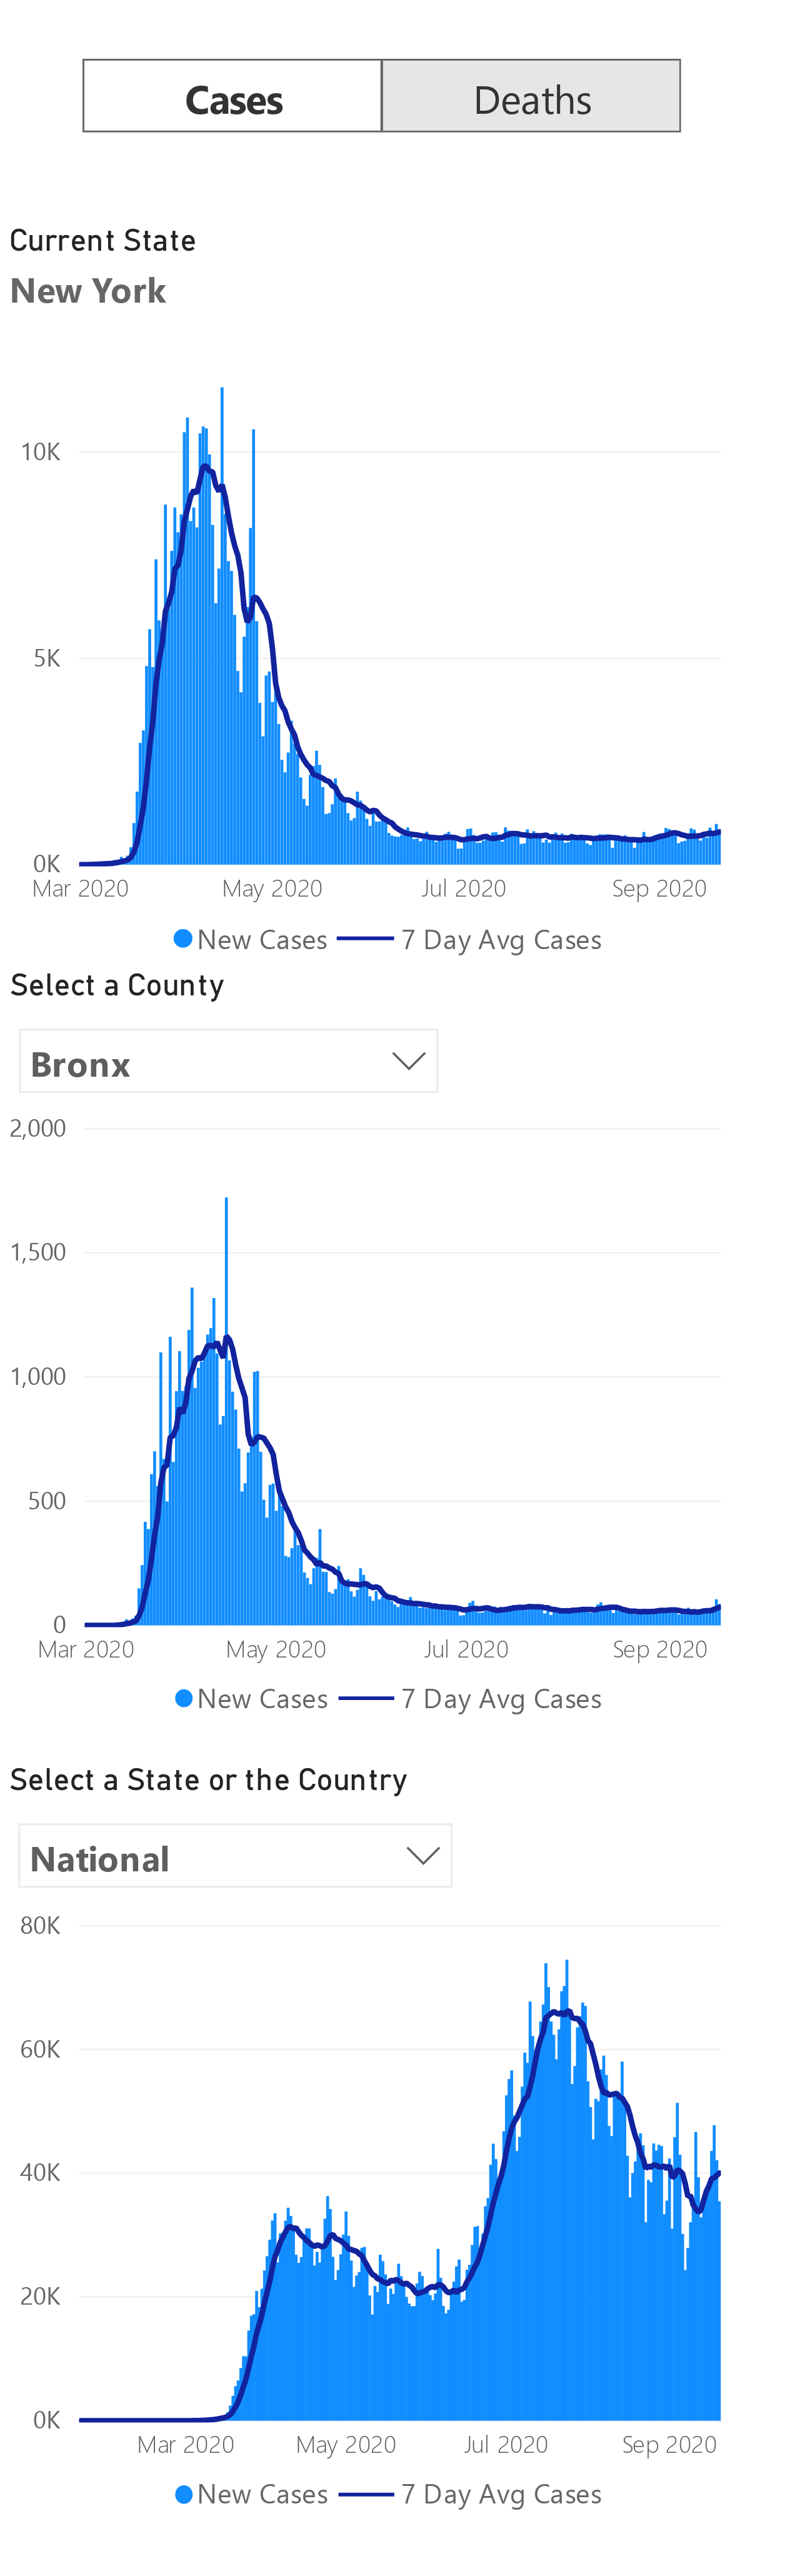 Cases Deaths
Current State
New York
10K
5K
0K
Mar 2020 May 2020 Jul 2020 Sep 2020
New Cases 7 Day Avg Cases
Select a County
Bronx
2,000
1,500
1,000
500
0
Mar 2020 May 2020 Jul 2020 Sep 2020
New Cases 7 Day Avg Cases
Select a State or the Country
National
80K
60K
40K
20K
0K
Mar 2020 May 2020 Jul 2020 Sep 2020
New Cases 7 Day Avg Cases